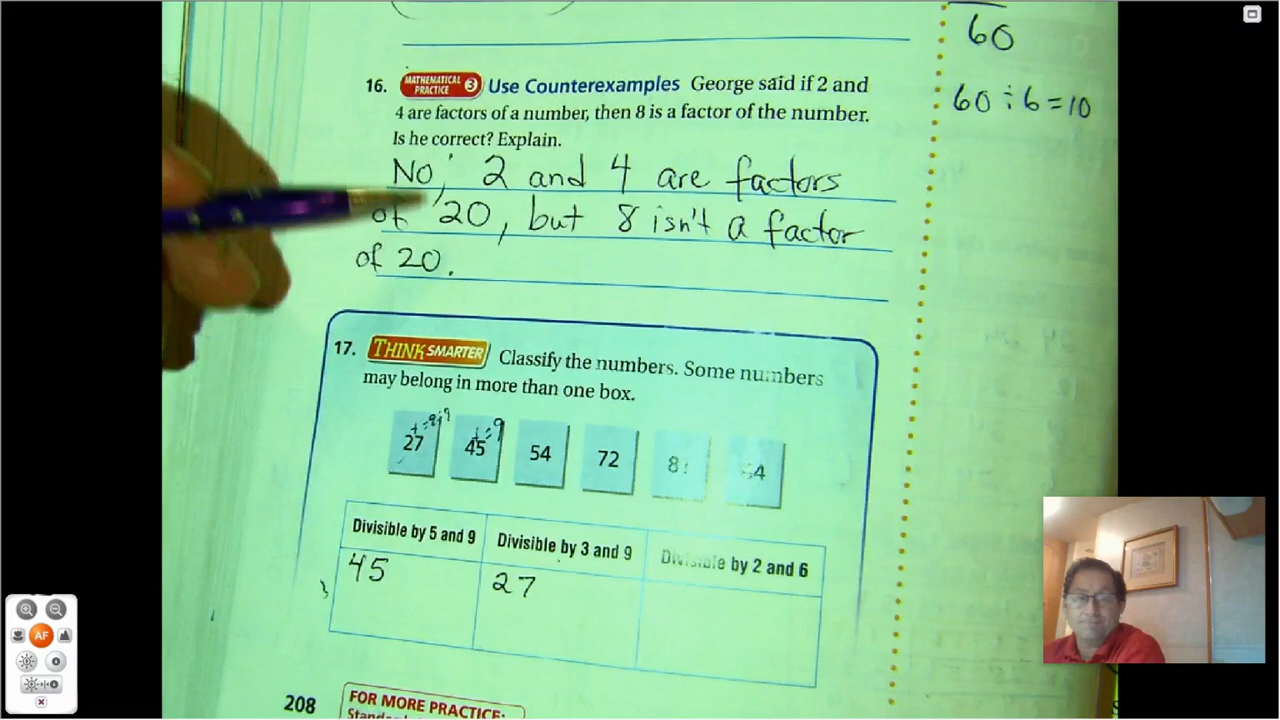 60
60 ÷ 6 = 10
16. MATHEMATICAL PRACTICE 3 Use Counterexamples George said if 2 and
4 are factors of a number, then 8 is a factor of the number.
Is he correct? Explain.
No, 2 and 4 are factors
of 20, but 8 isn't a factor
of 20.
17. THINK SMARTER Classify the numbers. Some numbers
may belong in more than one box.
27 45 54 72 4
Divisible by 5 and 9 Divisible by 3 and 9 Divisible by 2 and 6
45 27
208
FOR MORE PRACTICE:
AF